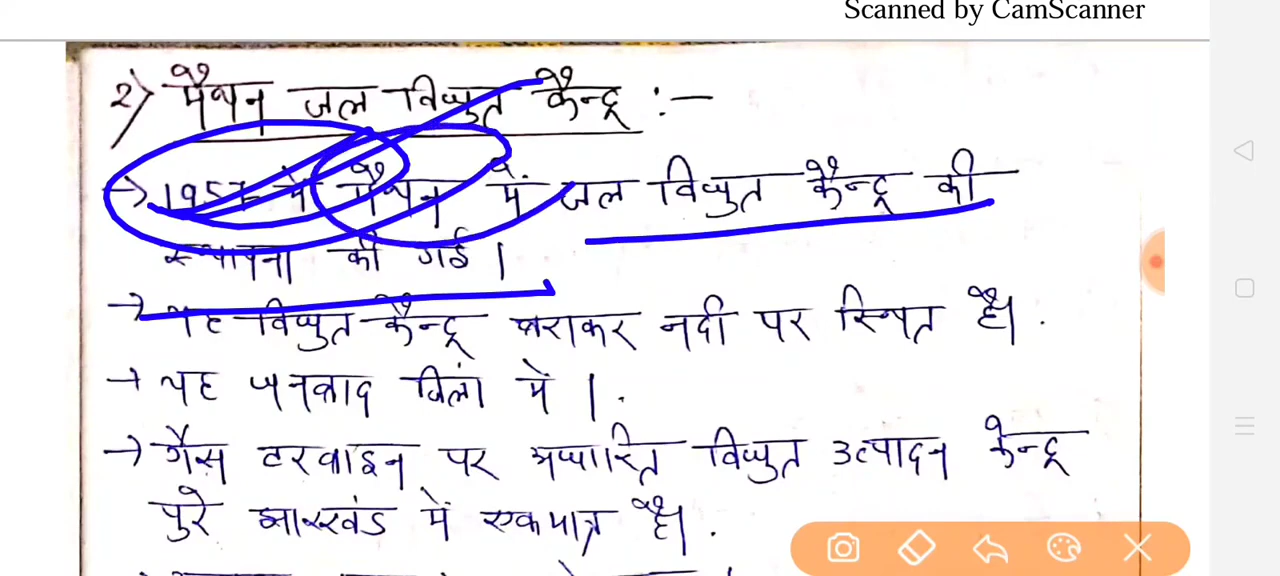 Scanned by CamScanner
2) मैथन जल विद्युत कैन्द्र :—
→ 1957 में मैथन में जल विद्युत कैन्द्र की
स्थापना की गई |
→ यह विद्युत कैन्द्र बराकर नदी पर स्थित है।
→ यह धनबाद जिला में |
→ गैस टरबाइन पर आधारित विद्युत उत्पादन केन्द्र
पुरे झारखंड में एकमात्र है।